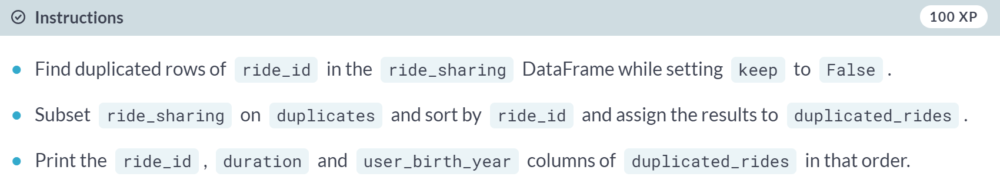 Instructions 100 XP
Find duplicated rows of ride_id in the ride_sharing DataFrame while setting keep to False .
Subset ride_sharing on duplicates and sort by ride_id and assign the results to duplicated_rides .
Print the ride_id , duration and user_birth_year columns of duplicated_rides in that order.